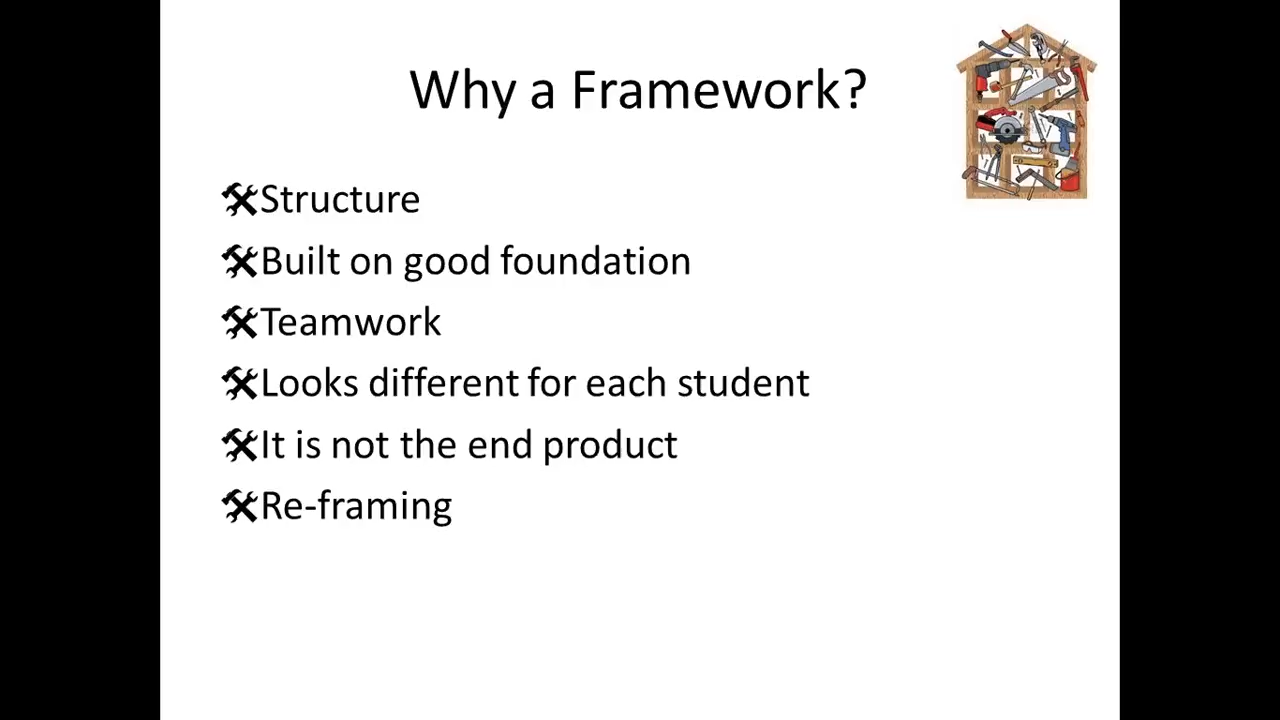 Why a Framework?
Structure
Built on good foundation
Teamwork
Looks different for each student
It is not the end product
Re-framing